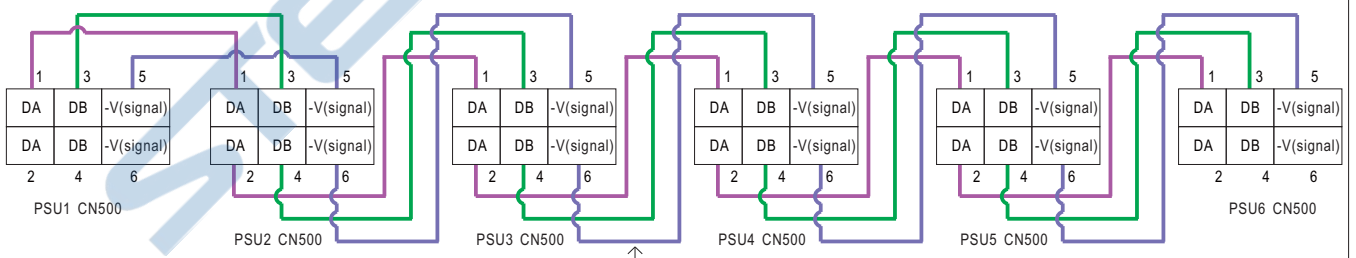 1 3 5 1 3 5 1 3 5 1 3 5 1 3 5 1 3 5
DA DB -V(signal) DA DB -V(signal) DA DB -V(signal) DA DB -V(signal) DA DB -V(signal) DA DB -V(signal)
DA DB -V(signal) DA DB -V(signal) DA DB -V(signal) DA DB -V(signal) DA DB -V(signal) DA DB -V(signal)
2 4 6 2 4 6 2 4 6 2 4 6 2 4 6 2 4 6
PSU1 CN500
PSU2 CN500
PSU3 CN500
PSU4 CN500
PSU5 CN500
PSU6 CN500
STE